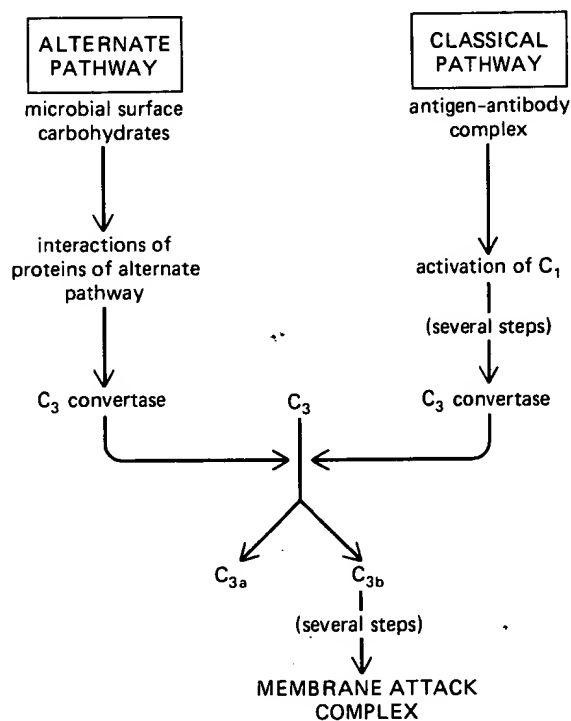 ALTERNATE
PATHWAY
microbial surface
carbohydrates
interactions of
proteins of alternate
pathway
C₃ convertase
CLASSICAL
PATHWAY
antigen-antibody
complex
activation of C₁
(several steps)
C₃ convertase
C₃
C₃ₐ
C₃b
(several steps)
MEMBRANE ATTACK
COMPLEX